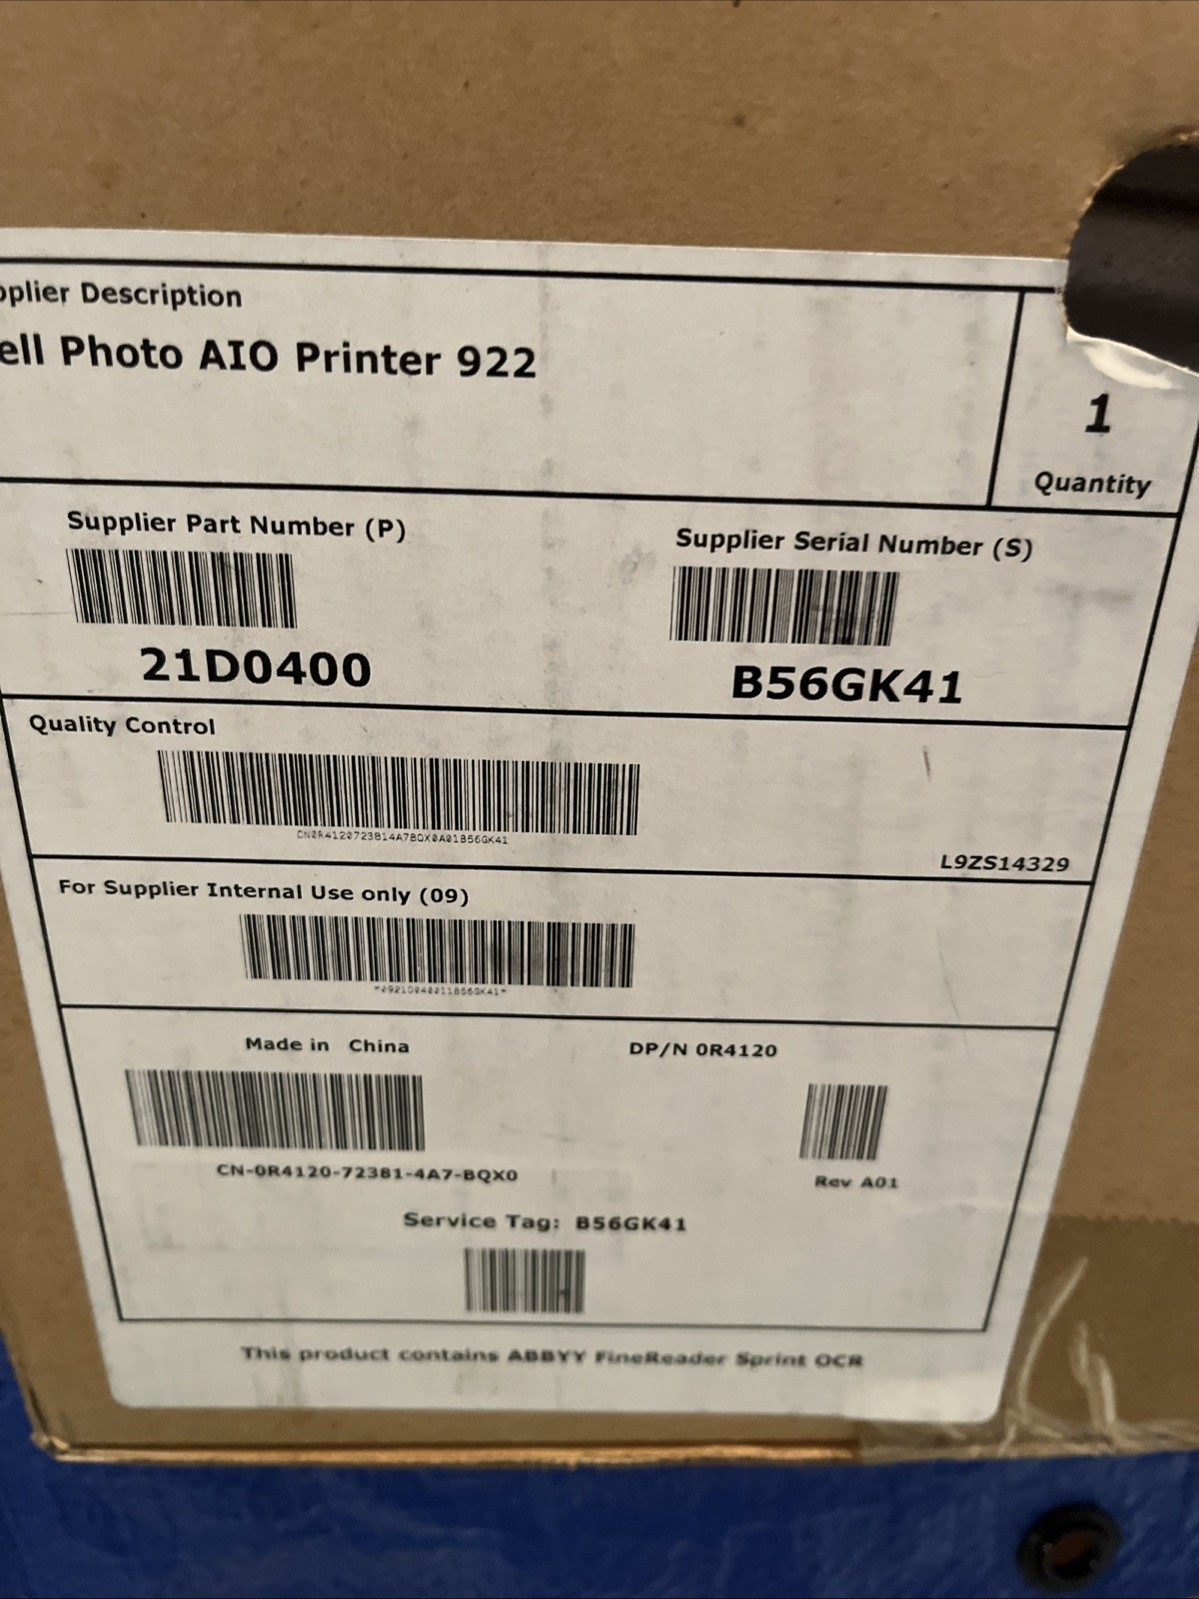 pplier Description
ell Photo AIO Printer 922
1
Quantity
Supplier Part Number (P)
Supplier Serial Number (S)
21D0400
B56GK41
Quality Control
CN0R4120723814A7BQX0A01B56GK41
L9ZS14329
For Supplier Internal Use only (09)
*0921D040011B56GK41*
Made in China
DP/N 0R4120
CN-0R4120-72381-4A7-BQX0
Rev A01
Service Tag: B56GK41
This product contains ABBYY FineReader Sprint OCR